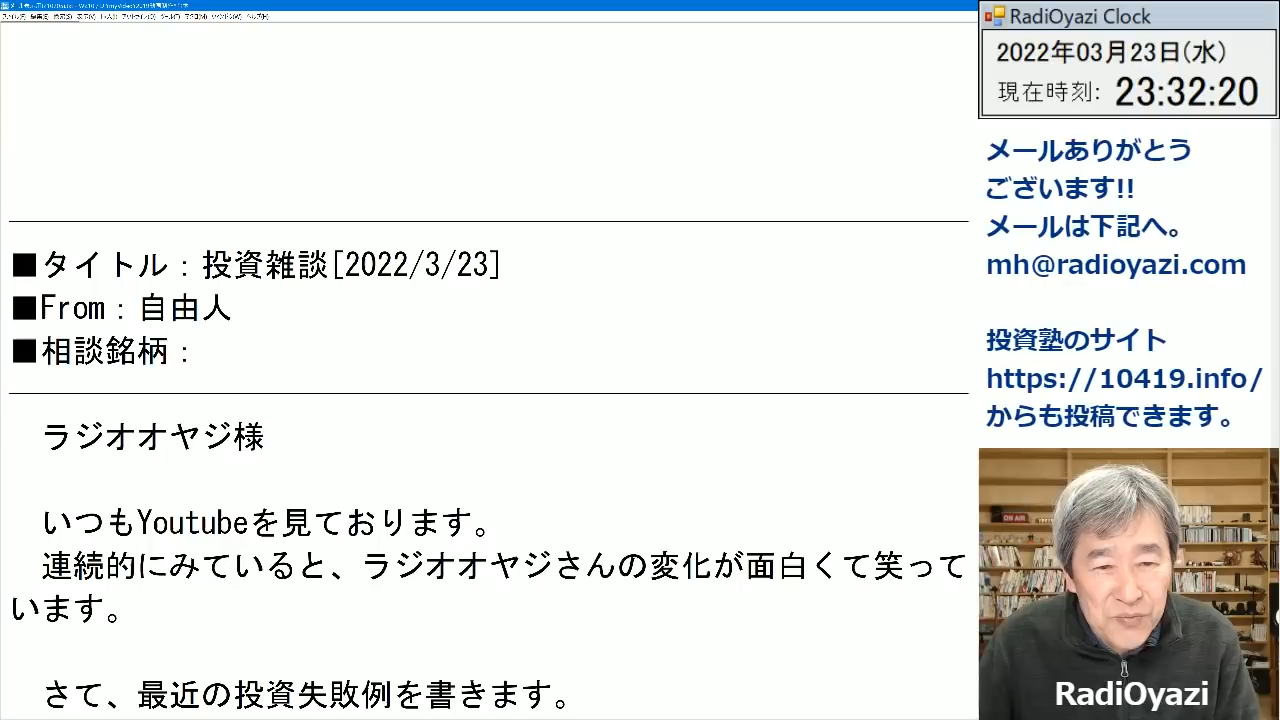 RadiOyazi Clock
2022年03月23日(水)
現在時刻: 23:32:20
メールありがとう
ございます!!
メールは下記へ。
mh@radioyazi.com
投資塾のサイト
https://10419.info/
からも投稿できます。
■タイトル：投資雑談[2022/3/23]
■From：自由人
■相談銘柄：
ラジオオヤジ様
いつもYoutubeを見ております。
連続的にみていると、ラジオオヤジさんの変化が面白くて笑って
います。
さて、最近の投資失敗例を書きます。
ON AIR
RadiOyazi